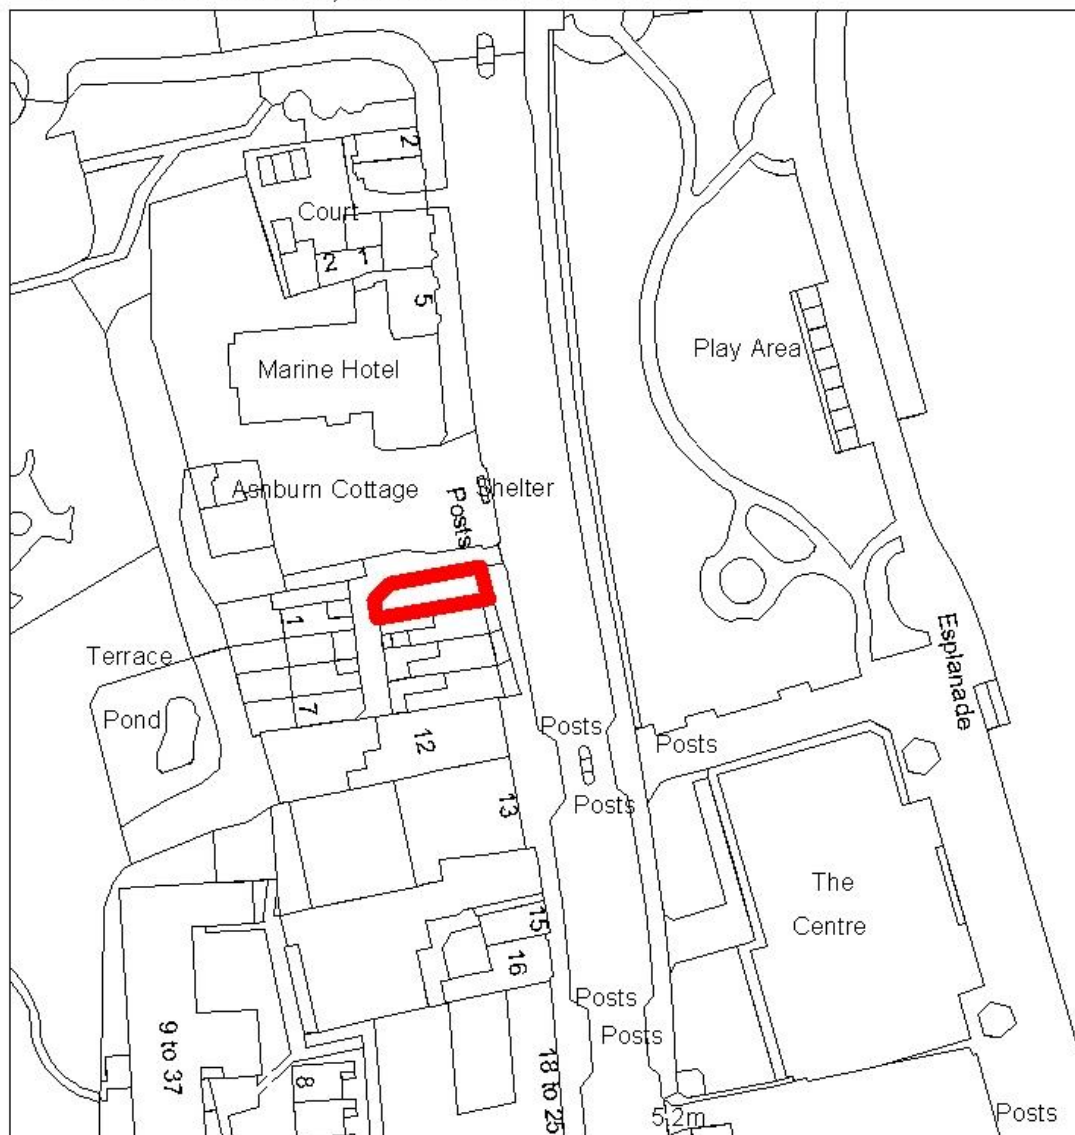 2
Court
2
1
5
Play Area
Marine Hotel
Ashburn Cottage
Shelter
Posts
1
Terrace
Esplanade
7
Pond
Posts
12
Posts
13
Posts
The
Centre
15
16
Posts
Posts
9 to 37
8
18 to 25
5.2m
Posts